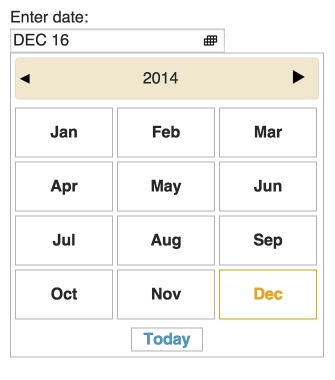 Enter date:
DEC 16
2014
Jan Feb Mar
Apr May Jun
Jul Aug Sep
Oct Nov Dec
Today